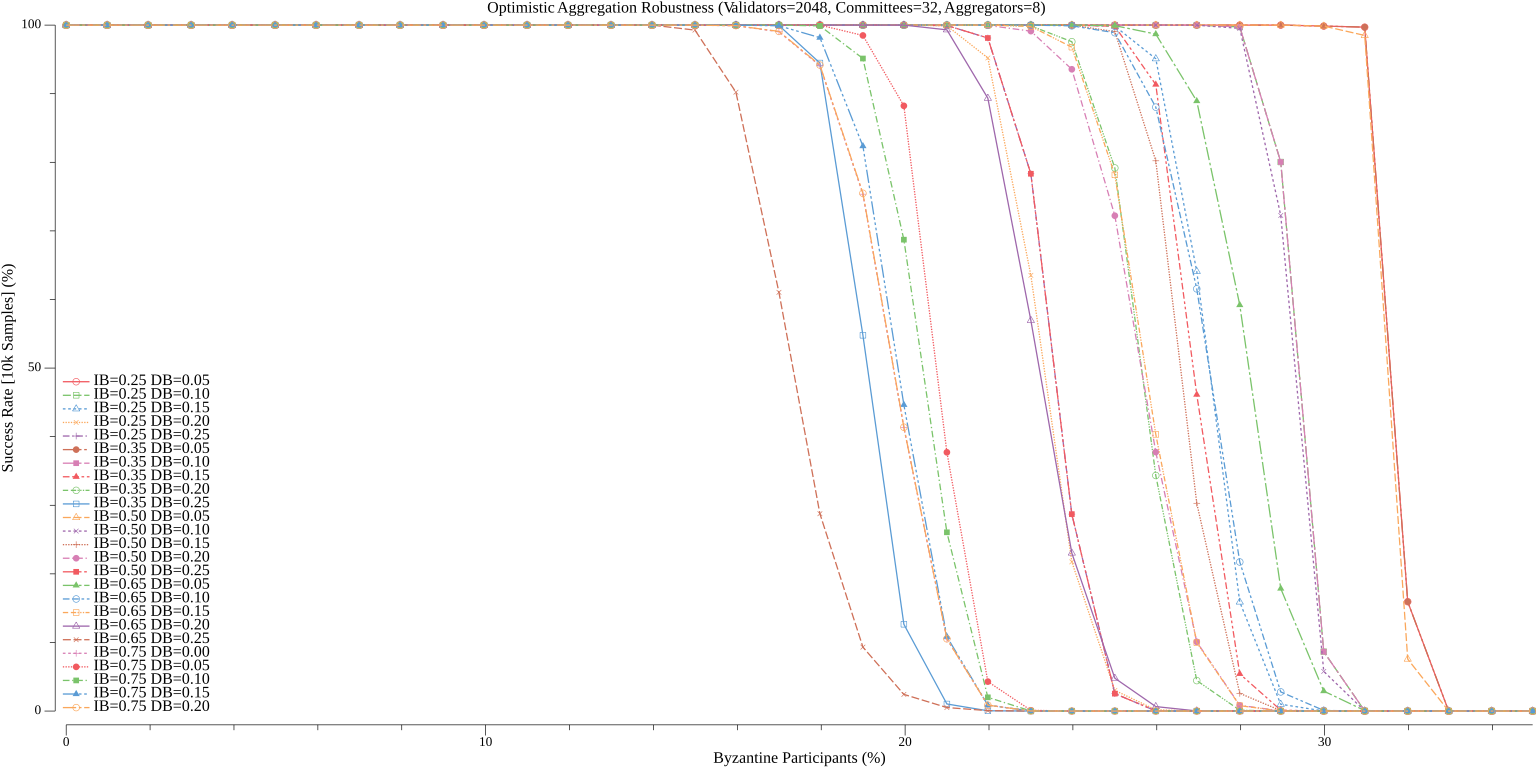 Optimistic Aggregation Robustness (Validators=2048, Committees=32, Aggregators=8)
100
50
0
Success Rate [10k Samples] (%)
IB=0.25 DB=0.05
IB=0.25 DB=0.10
IB=0.25 DB=0.15
IB=0.25 DB=0.20
IB=0.25 DB=0.25
IB=0.35 DB=0.05
IB=0.35 DB=0.10
IB=0.35 DB=0.15
IB=0.35 DB=0.20
IB=0.35 DB=0.25
IB=0.50 DB=0.05
IB=0.50 DB=0.10
IB=0.50 DB=0.15
IB=0.50 DB=0.20
IB=0.50 DB=0.25
IB=0.65 DB=0.05
IB=0.65 DB=0.10
IB=0.65 DB=0.15
IB=0.65 DB=0.20
IB=0.65 DB=0.25
IB=0.75 DB=0.00
IB=0.75 DB=0.05
IB=0.75 DB=0.10
IB=0.75 DB=0.15
IB=0.75 DB=0.20
0 10 20 30
Byzantine Participants (%)